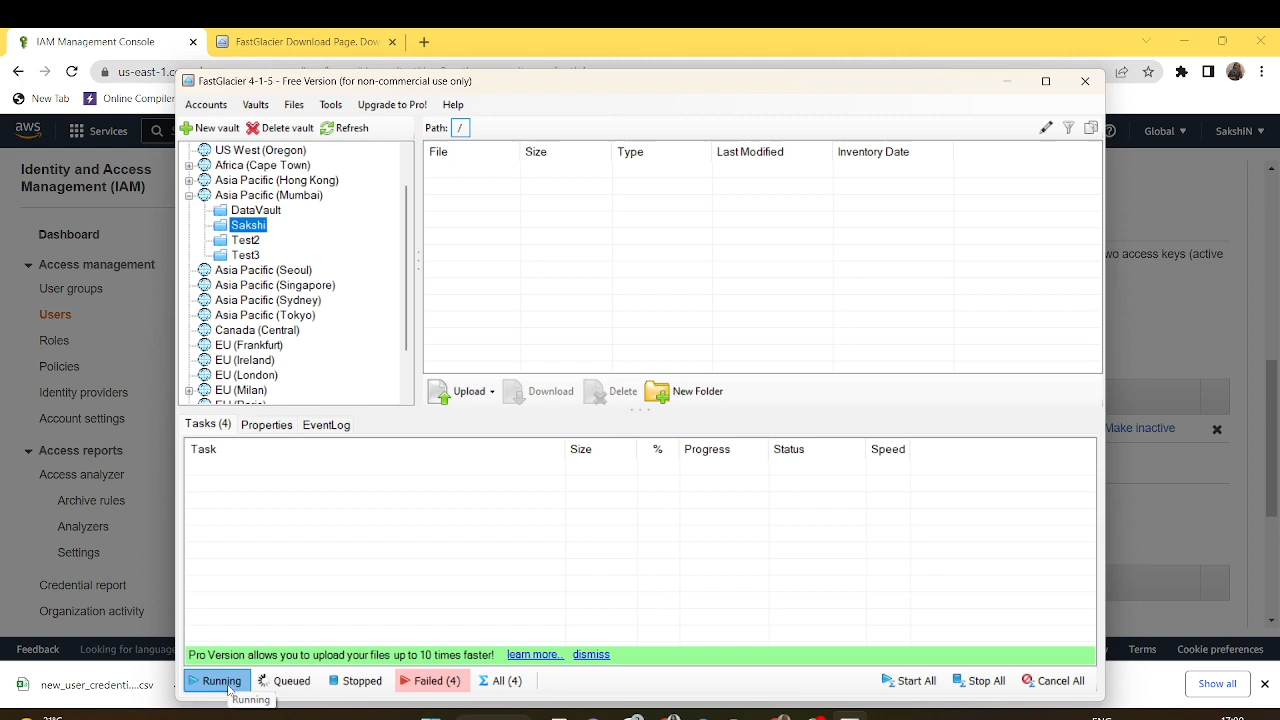 IAM Management Console
FastGlacier Download Page. Dow
us-east-1.c
New Tab
Online Compiler
FastGlacier 4-1-5 - Free Version (for non-commercial use only)
Accounts Vaults Files Tools Upgrade to Pro! Help
New vault Delete vault Refresh
Path: /
aws Services
Global SakshiN
Identity and Access
Management (IAM)
Dashboard
Access management
User groups
Users
Roles
Policies
Identity providers
Account settings
Access reports
Access analyzer
Archive rules
Analyzers
Settings
Credential report
Organization activity
US West (Oregon)
Africa (Cape Town)
Asia Pacific (Hong Kong)
Asia Pacific (Mumbai)
DataVault
Sakshi
Test2
Test3
Asia Pacific (Seoul)
Asia Pacific (Singapore)
Asia Pacific (Sydney)
Asia Pacific (Tokyo)
Canada (Central)
EU (Frankfurt)
EU (Ireland)
EU (London)
EU (Milan)
File Size Type Last Modified Inventory Date
wo access keys (active
Make inactive
Upload Download Delete New Folder
Tasks (4) Properties EventLog
Task Size % Progress Status Speed
Pro Version allows you to upload your files up to 10 times faster! learn more.. dismiss
Running Queued Stopped Failed (4) All (4) Start All Stop All Cancel All
Running
Feedback Looking for language
Terms Cookie preferences
new_user_credenti....csv
Show all